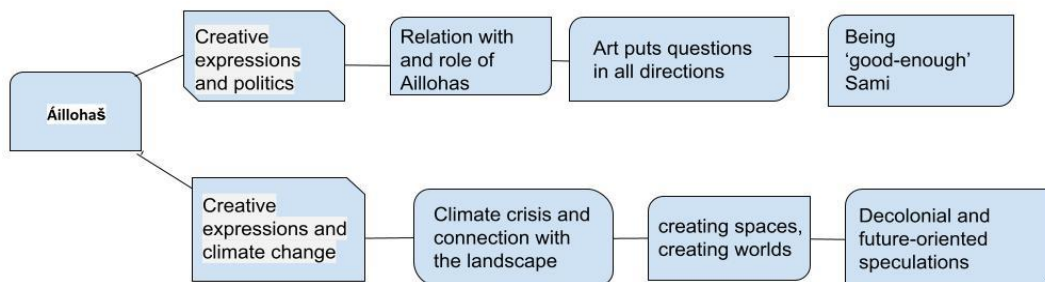 Áillohaš
Creative
expressions
and politics
Relation with
and role of
Aillohas
Art puts questions
in all directions
Being
‘good-enough’
Sami
Creative
expressions and
climate change
Climate crisis and
connection with
the landscape
creating spaces,
creating worlds
Decolonial and
future-oriented
speculations